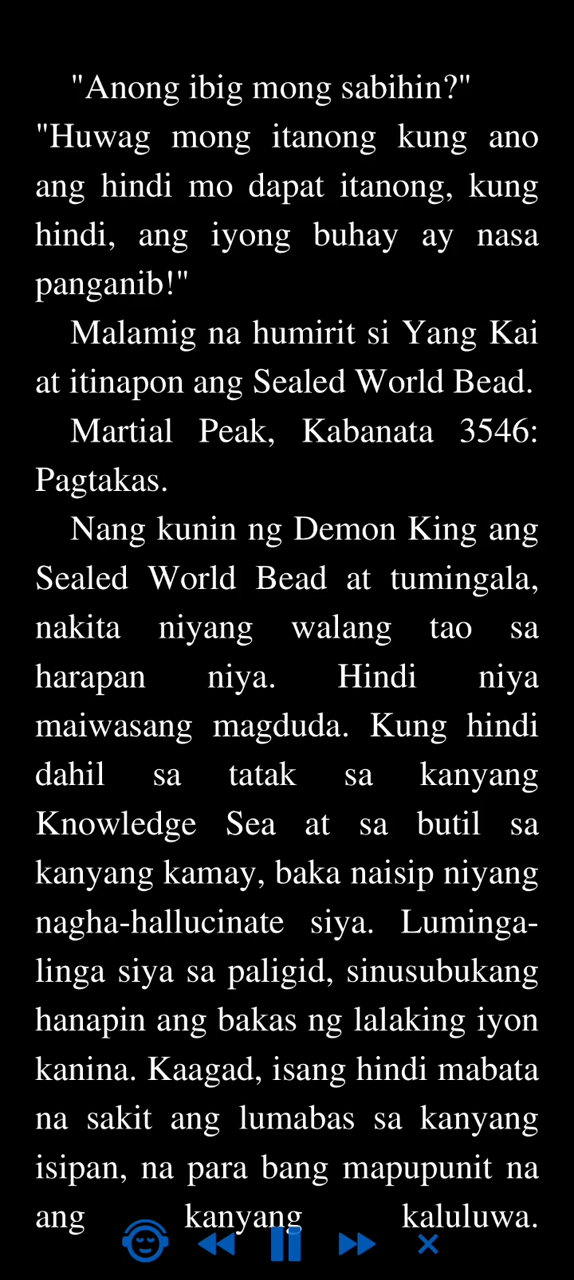 "Anong ibig mong sabihin?"
"Huwag mong itanong kung ano
ang hindi mo dapat itanong, kung
hindi, ang iyong buhay ay nasa
panganib!"
Malamig na humirit si Yang Kai
at itinapon ang Sealed World Bead.
Martial Peak, Kabanata 3546:
Pagtakas.
Nang kunin ng Demon King ang
Sealed World Bead at tumingala,
nakita niyang walang tao sa
harapan niya. Hindi niya
maiwasang magduda. Kung hindi
dahil sa tatak sa kanyang
Knowledge Sea at sa butil sa
kanyang kamay, baka naisip niyang
nagha-hallucinate siya. Luminga-
linga siya sa paligid, sinusubukang
hanapin ang bakas ng lalaking iyon
kanina. Kaagad, isang hindi mabata
na sakit ang lumabas sa kanyang
isipan, na para bang mapupunit na
ang kanyang kaluluwa.